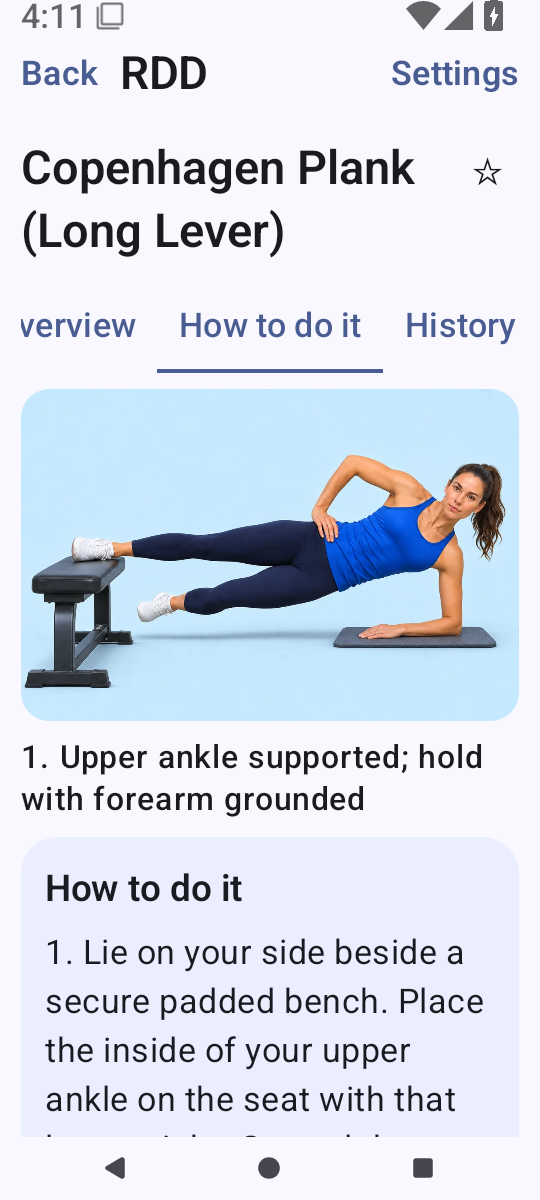 4:11
Back RDD Settings
Copenhagen Plank
(Long Lever)
verview How to do it History
1. Upper ankle supported; hold
with forearm grounded
How to do it
1. Lie on your side beside a
secure padded bench. Place
the inside of your upper
ankle on the seat with that